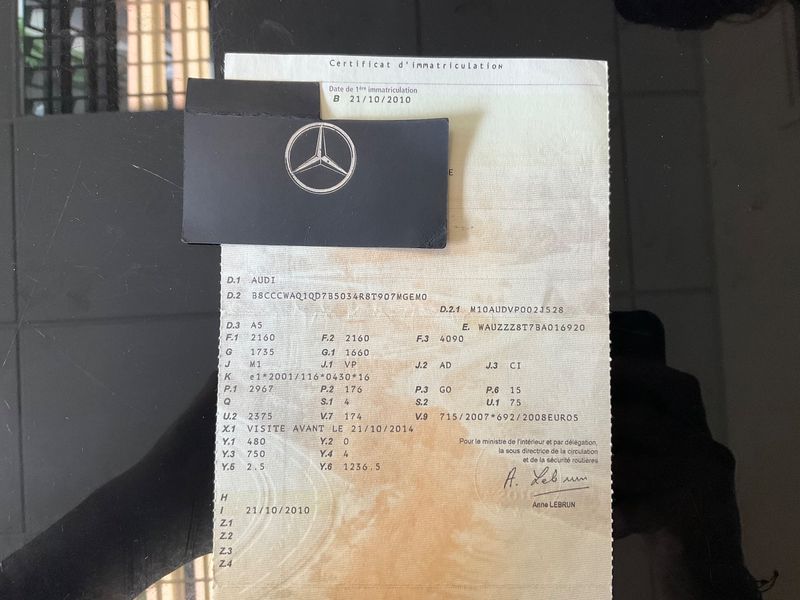 Certificat d'immatriculation
Date de 1ère immatriculation
B 21/10/2010
E
D.1 AUDI
D.2 B8CCCWAQ1QD7B5034R8T907MGEM0
D.2.1 M10AUDVP002J528
D.3 A5 E. WAUZZZ8T7BA016920
F.1 2160 F.2 2160 F.3 4090
G 1735 G.1 1660
J M1 J.1 VP J.2 AD J.3 CI
K e1*2001/116*0430*16
P.1 2967 P.2 176 P.3 GO P.6 15
Q S.1 4 S.2 U.1 75
U.2 2375 V.7 174 V.9 715/2007*692/2008EURO5
X.1 VISITE AVANT LE 21/10/2014
Y.1 480 Y.2 0
Y.3 750 Y.4 4
Y.5 2.5 Y.6 1236.5
Pour le ministre de l'intérieur et par délégation,
la sous directrice de la circulation
et de la sécurité routières
A. Lebrun
Anne LEBRUN
H
I 21/10/2010
Z.1
Z.2
Z.3
Z.4